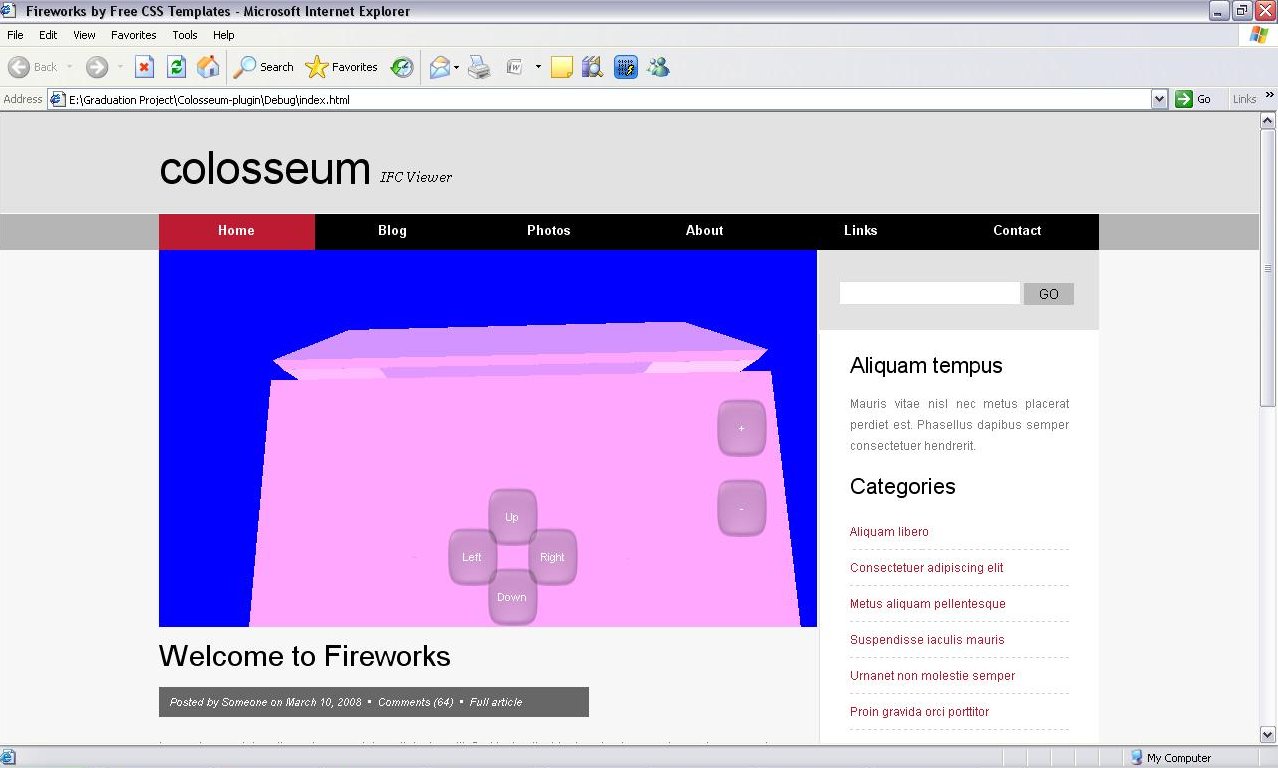 Fireworks by Free CSS Templates - Microsoft Internet Explorer
File Edit View Favorites Tools Help
Back Search Favorites
Address E:\Graduation Project\Colosseum-plugin\Debug\index.html Go Links »
colosseum IFC Viewer
Home Blog Photos About Links Contact
GO
Aliquam tempus
Mauris vitae nisl nec metus placerat
perdiet est. Phasellus dapibus semper
consectetuer hendrerit.
Categories
Aliquam libero
Consectetuer adipiscing elit
Metus aliquam pellentesque
Suspendisse iaculis mauris
Urnanet non molestie semper
Proin gravida orci porttitor
+
-
Up
Left Right
Down
Welcome to Fireworks
Posted by Someone on March 10, 2008 • Comments (64) • Full article
My Computer